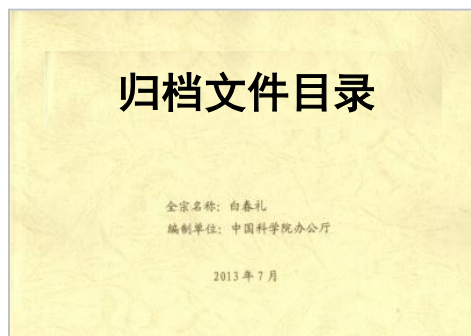 归档文件目录
全宗名称：白春礼
编制单位：中国科学院办公厅
2013年7月